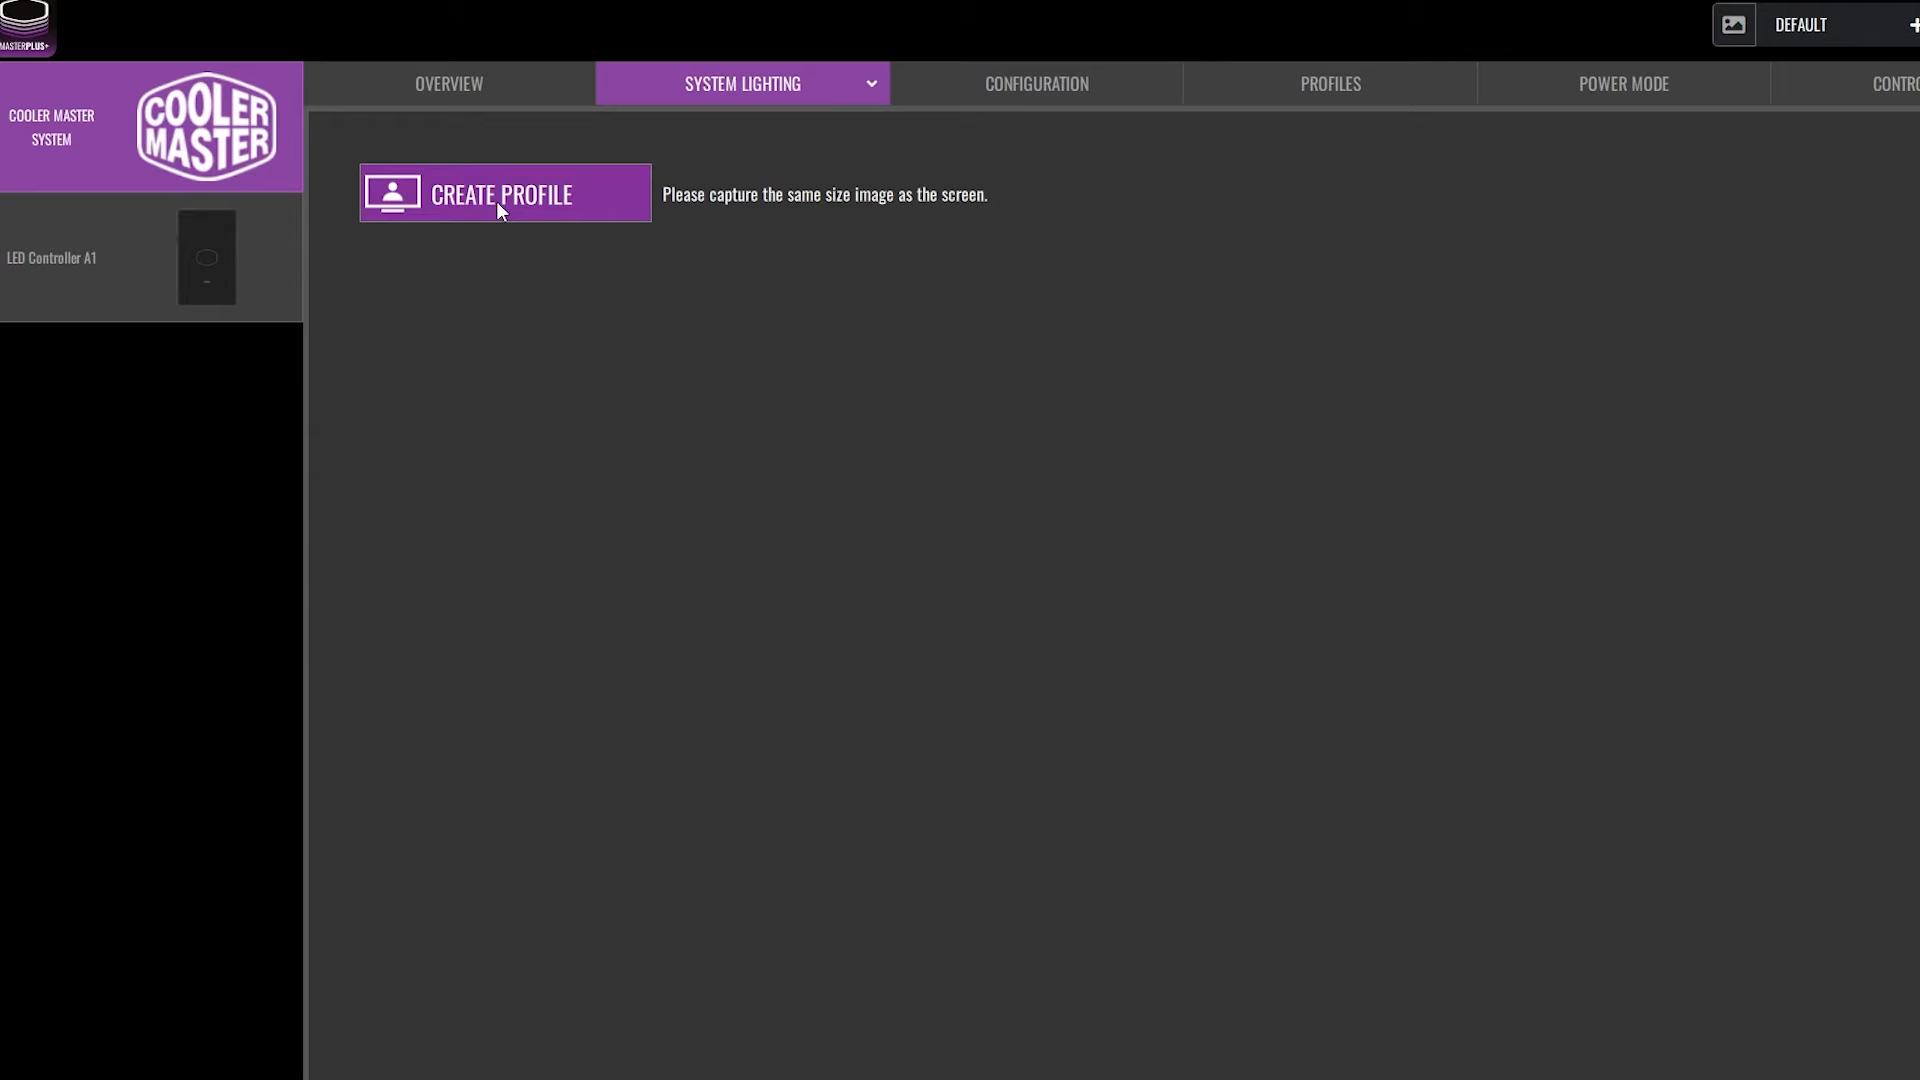 MASTERPLUS+
DEFAULT
COOLER MASTER
SYSTEM
COOLER
MASTER
OVERVIEW
SYSTEM LIGHTING
CONFIGURATION
PROFILES
POWER MODE
CONTRO
CREATE PROFILE
Please capture the same size image as the screen.
LED Controller A1